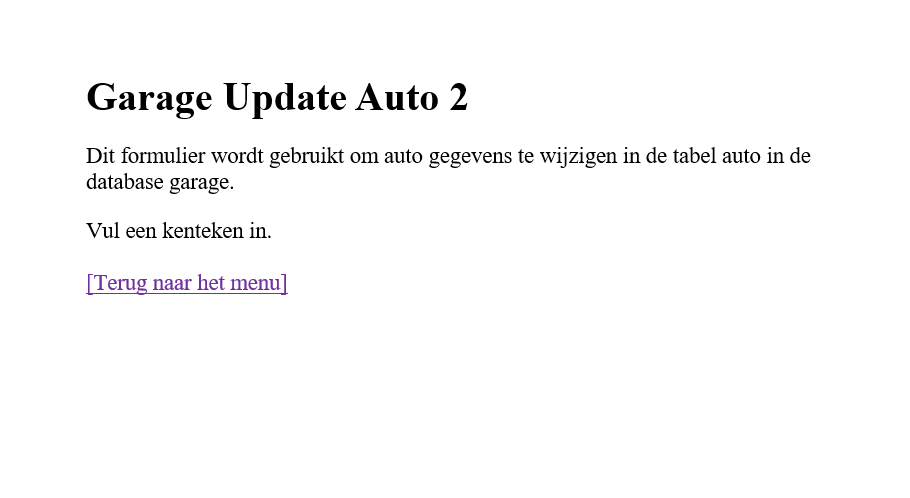 Garage Update Auto 2
Dit formulier wordt gebruikt om auto gegevens te wijzigen in de tabel auto in de
database garage.
Vul een kenteken in.
[Terug naar het menu]